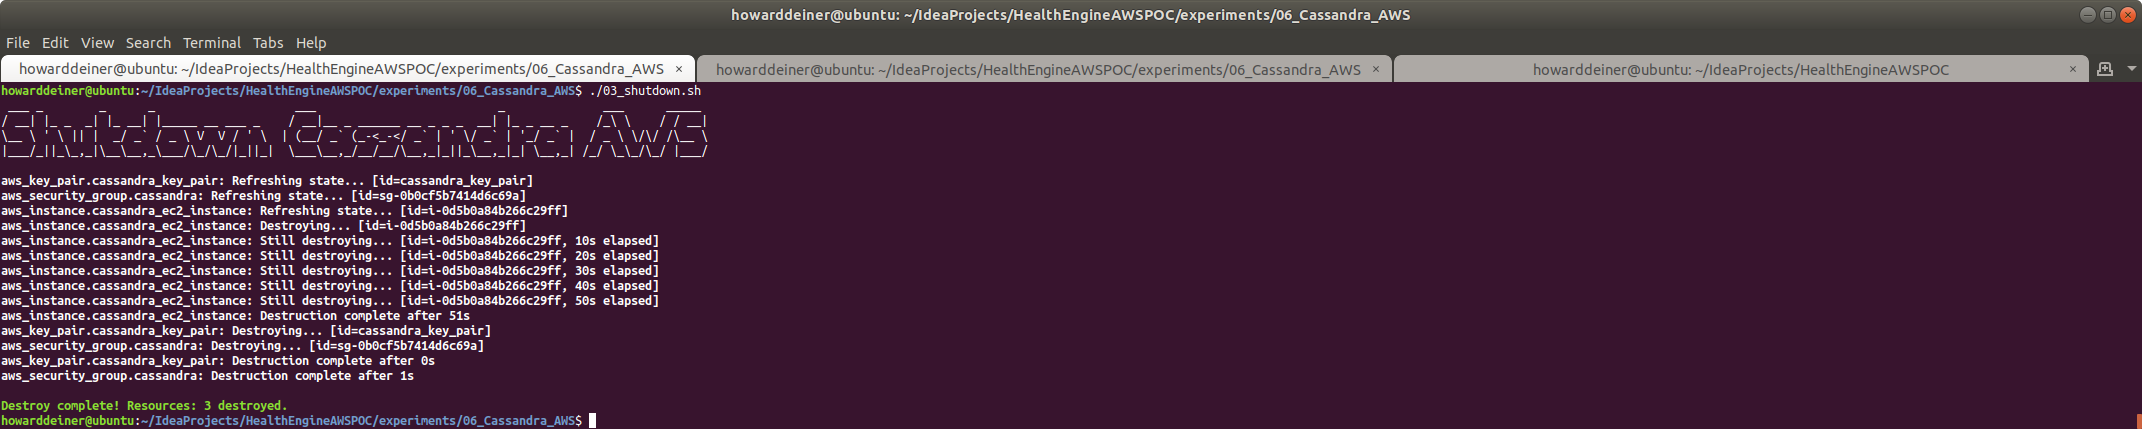 howarddeiner@ubuntu: ~/IdeaProjects/HealthEngineAWSPOC/experiments/06_Cassandra_AWS
File Edit View Search Terminal Tabs Help
howarddeiner@ubuntu: ~/IdeaProjects/HealthEngineAWSPOC/experiments/06_Cassandra_AWS × howarddeiner@ubuntu: ~/IdeaProjects/HealthEngineAWSPOC/experiments/06_Cassandra_AWS × howarddeiner@ubuntu: ~/IdeaProjects/HealthEngineAWSPOC ×
howarddeiner@ubuntu:~/IdeaProjects/HealthEngineAWSPOC/experiments/06_Cassandra_AWS$ ./03_shutdown.sh
Shutdown Cassandra AWS
aws_key_pair.cassandra_key_pair: Refreshing state... [id=cassandra_key_pair]
aws_security_group.cassandra: Refreshing state... [id=sg-0b0cf5b7414d6c69a]
aws_instance.cassandra_ec2_instance: Refreshing state... [id=i-0d5b0a84b266c29ff]
aws_instance.cassandra_ec2_instance: Destroying... [id=i-0d5b0a84b266c29ff]
aws_instance.cassandra_ec2_instance: Still destroying... [id=i-0d5b0a84b266c29ff, 10s elapsed]
aws_instance.cassandra_ec2_instance: Still destroying... [id=i-0d5b0a84b266c29ff, 20s elapsed]
aws_instance.cassandra_ec2_instance: Still destroying... [id=i-0d5b0a84b266c29ff, 30s elapsed]
aws_instance.cassandra_ec2_instance: Still destroying... [id=i-0d5b0a84b266c29ff, 40s elapsed]
aws_instance.cassandra_ec2_instance: Still destroying... [id=i-0d5b0a84b266c29ff, 50s elapsed]
aws_instance.cassandra_ec2_instance: Destruction complete after 51s
aws_key_pair.cassandra_key_pair: Destroying... [id=cassandra_key_pair]
aws_security_group.cassandra: Destroying... [id=sg-0b0cf5b7414d6c69a]
aws_key_pair.cassandra_key_pair: Destruction complete after 0s
aws_security_group.cassandra: Destruction complete after 1s
Destroy complete! Resources: 3 destroyed.
howarddeiner@ubuntu:~/IdeaProjects/HealthEngineAWSPOC/experiments/06_Cassandra_AWS$